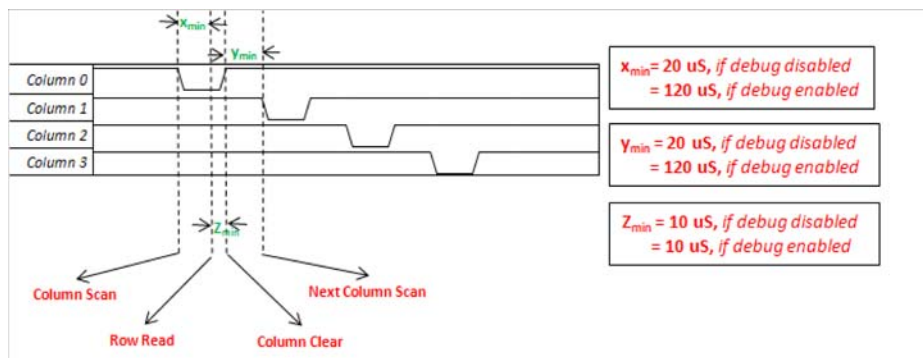 xmin
ymin
Column 0
Column 1
Column 2
Column 3
Zmin
Column Scan
Next Column Scan
Row Read
Column Clear
xmin= 20 uS, if debug disabled
= 120 uS, if debug enabled
ymin = 20 uS, if debug disabled
= 120 uS, if debug enabled
Zmin = 10 uS, if debug disabled
= 10 uS, if debug enabled